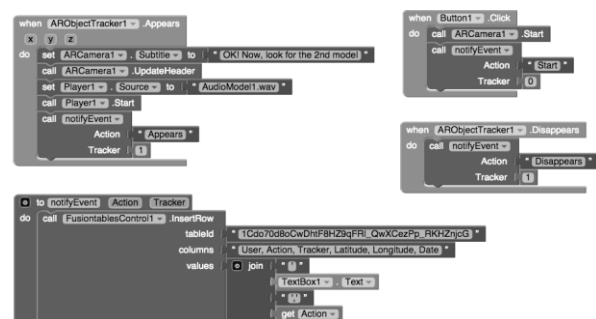 when ARObjectTracker1 .Appears
x y z
do set ARCamera1 . Subtitle to " OK! Now, look for the 2nd model "
call ARCamera1 .UpdateHeader
set Player1 . Source to " AudioModel1.wav "
call Player1 .Start
call notifyEvent
Action " Appears "
Tracker 1
when Button1 .Click
do call ARCamera1 .Start
call notifyEvent
Action " Start "
Tracker 0
when ARObjectTracker1 .Disappears
do call notifyEvent
Action " Disappears "
Tracker 1
to notifyEvent Action Tracker
do call FusiontablesControl1 .InsertRow
tableId
columns " User, Action, Tracker, Latitude, Longitude, Date "
values join " ' "
TextBox1 . Text
get Action